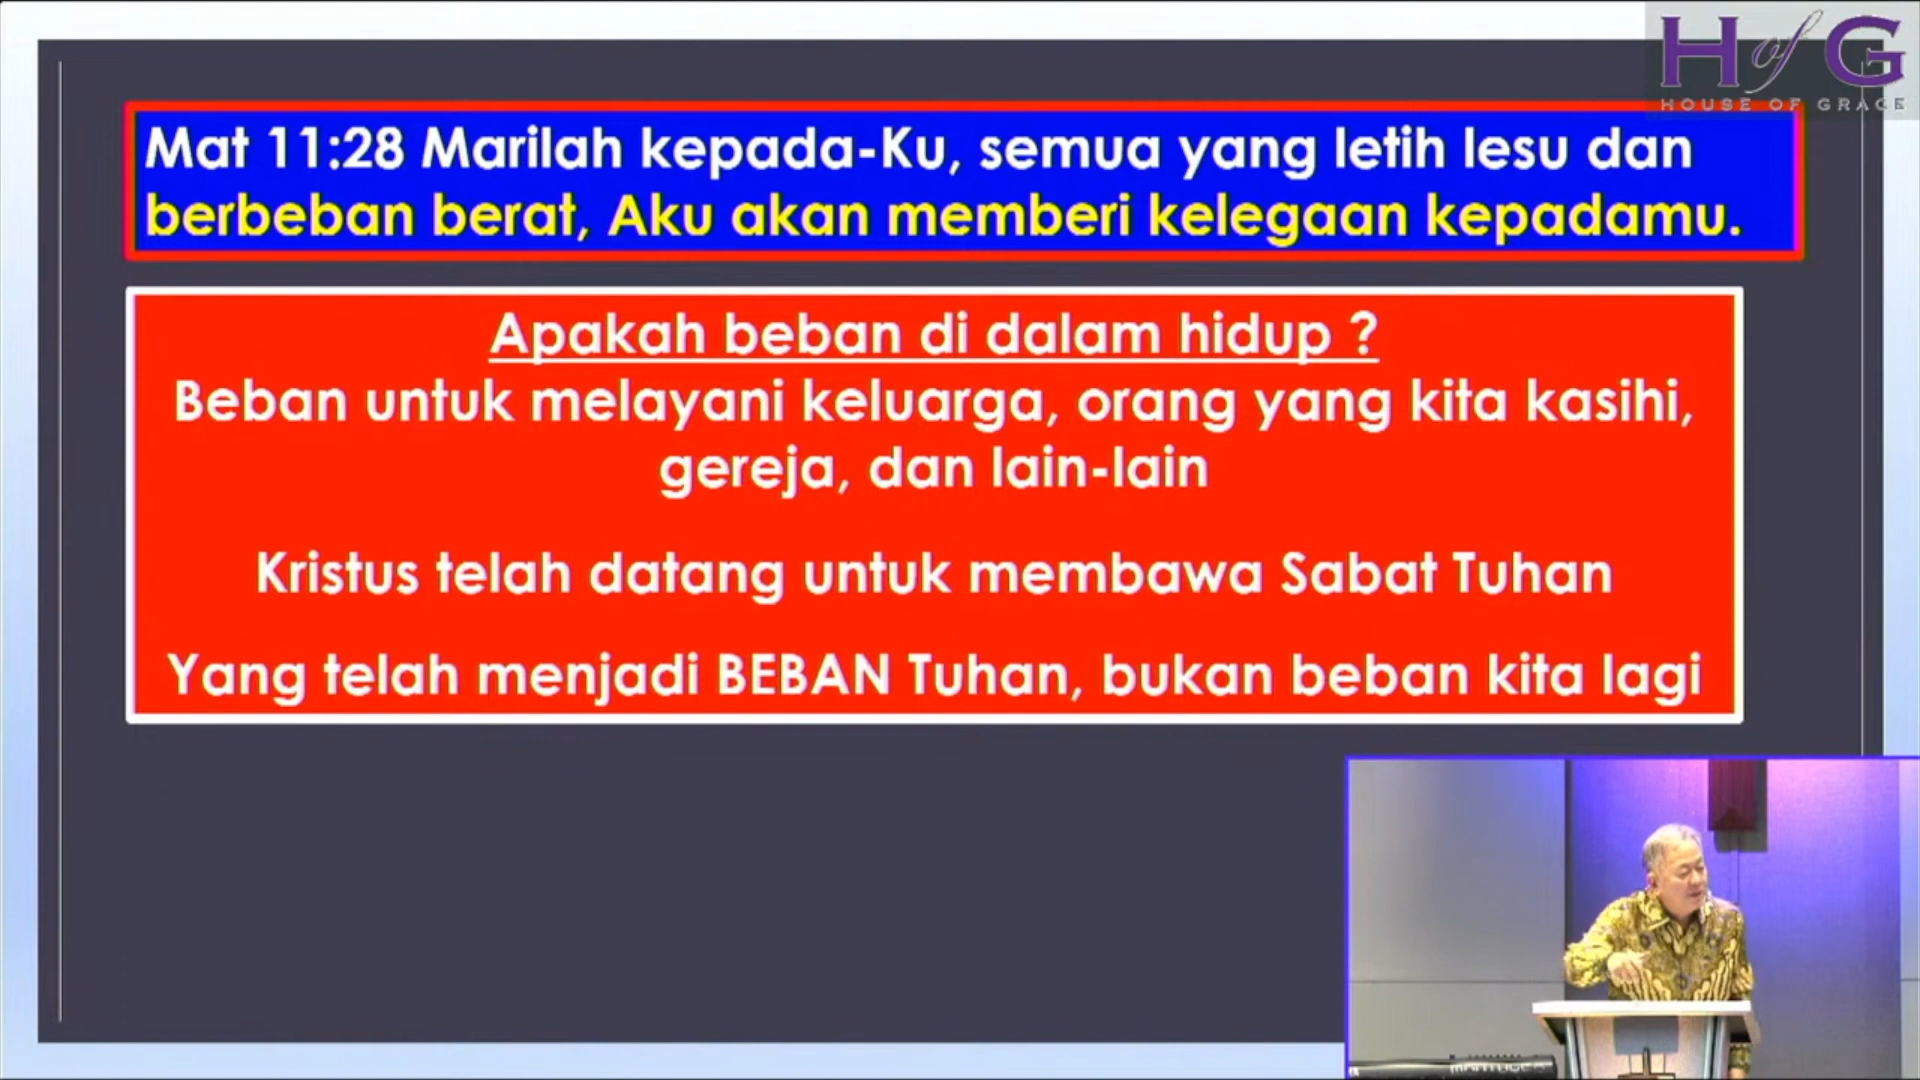 H of G
HOUSE OF GRACE
Mat 11:28 Marilah kepada-Ku, semua yang letih lesu dan
berbeban berat, Aku akan memberi kelegaan kepadamu.
Apakah beban di dalam hidup ?
Beban untuk melayani keluarga, orang yang kita kasihi,
gereja, dan lain-lain
Kristus telah datang untuk membawa Sabat Tuhan
Yang telah menjadi BEBAN Tuhan, bukan beban kita lagi